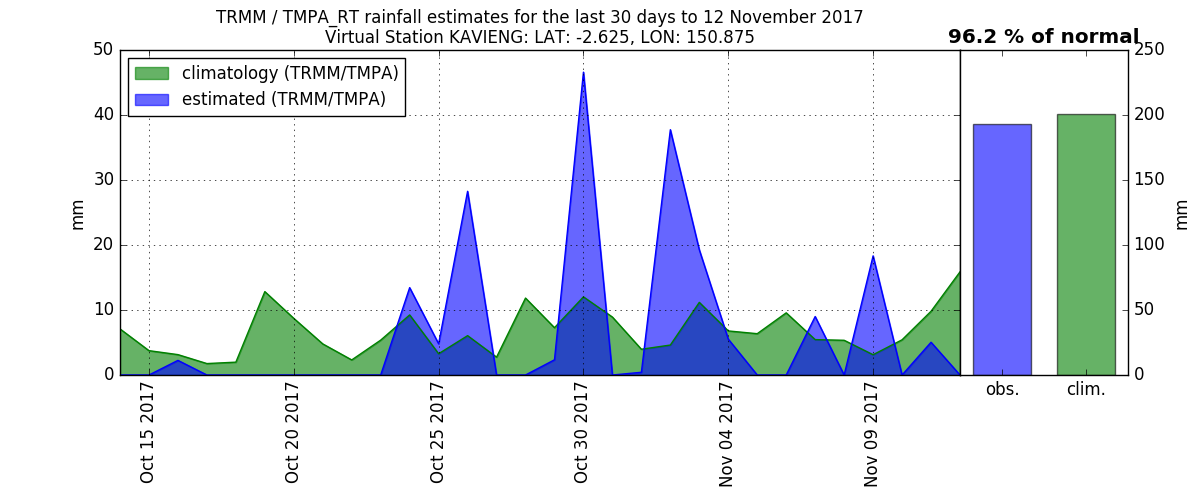 TRMM / TMPA_RT rainfall estimates for the last 30 days to 12 November 2017
Virtual Station KAVIENG: LAT: -2.625, LON: 150.875
96.2 % of normal
climatology (TRMM/TMPA)
estimated (TRMM/TMPA)
50
40
30
20
10
0
mm
250
200
150
100
50
0
mm
Oct 15 2017
Oct 20 2017
Oct 25 2017
Oct 30 2017
Nov 04 2017
Nov 09 2017
obs.
clim.